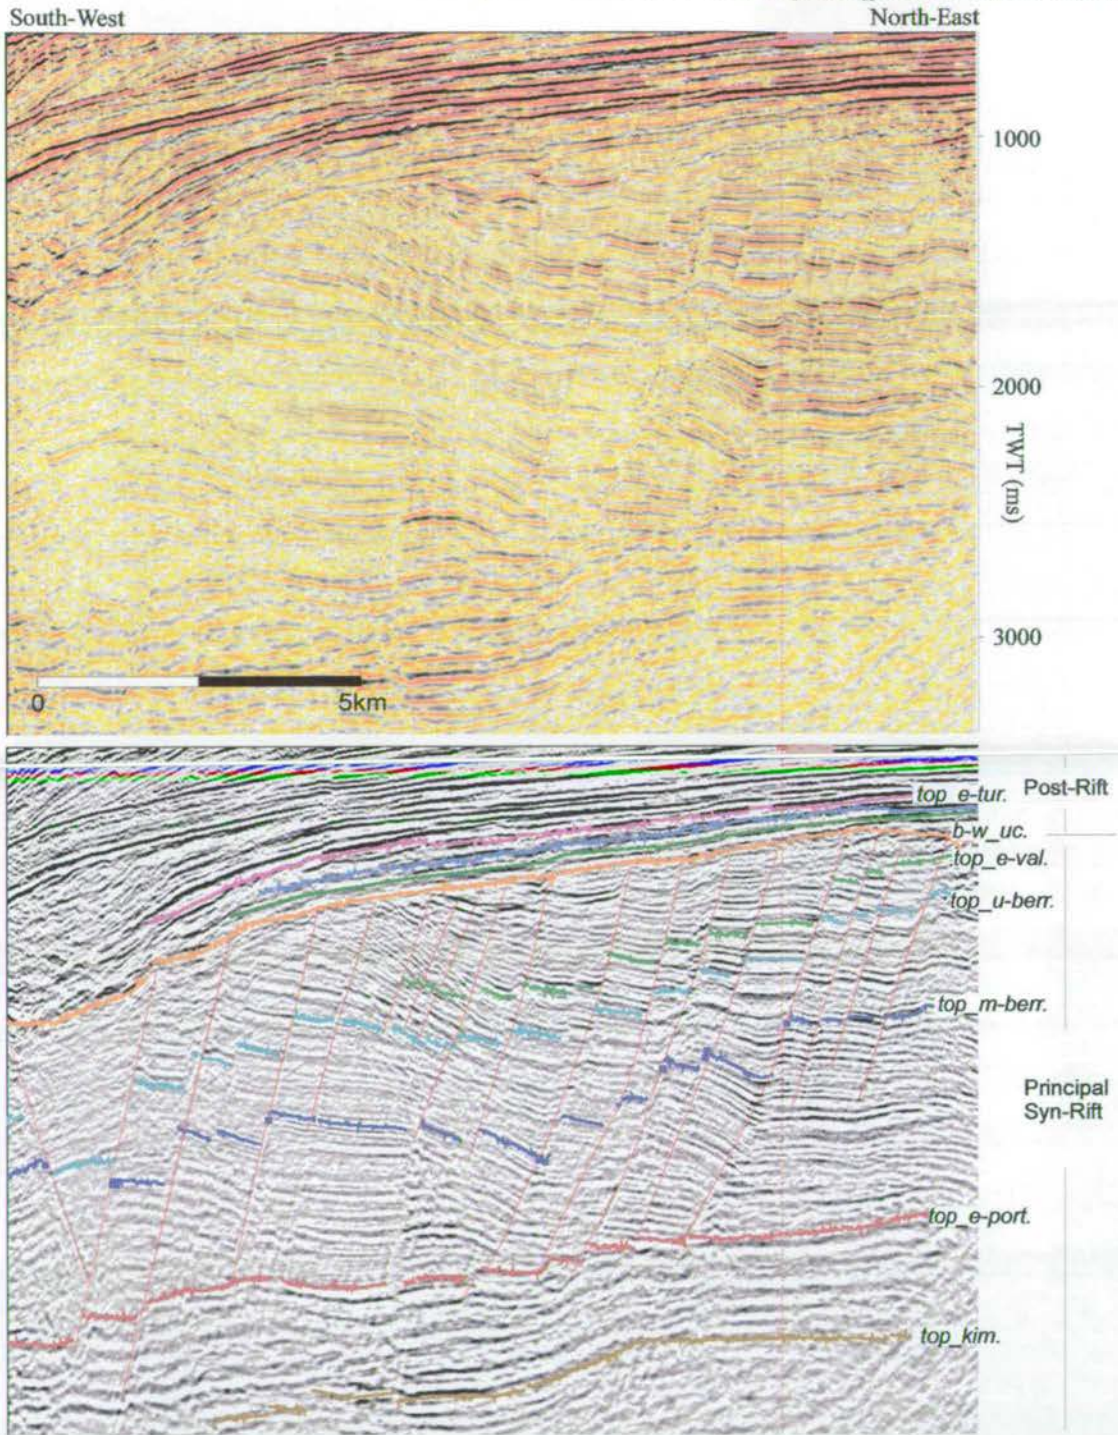 South-West
North-East
1000
2000
TWT (ms)
3000
0
5km
top_e-tur.
Post-Rift
b-w_uc.
top_e-val.
top_u-berr.
top_m-berr.
Principal
Syn-Rift
top_e-port.
top_kim.